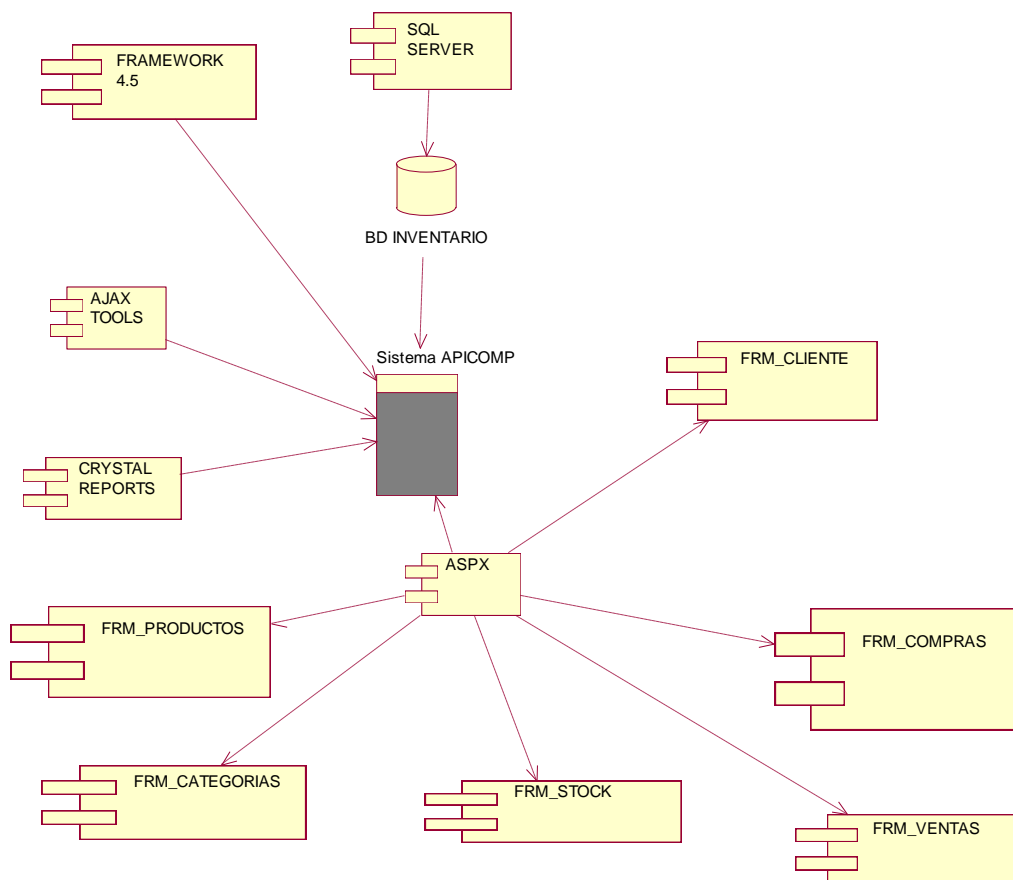 SQL
SERVER
FRAMEWORK
4.5
BD INVENTARIO
AJAX
TOOLS
Sistema APICOMP
FRM_CLIENTE
CRYSTAL
REPORTS
ASPX
FRM_PRODUCTOS
FRM_COMPRAS
FRM_CATEGORIAS
FRM_STOCK
FRM_VENTAS